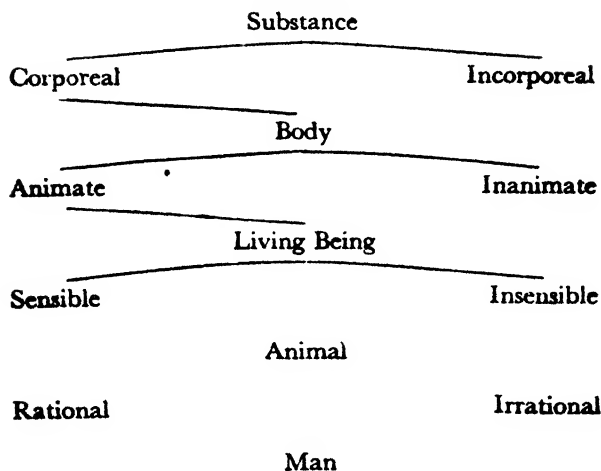 Substance
Corporeal Incorporeal
Body
Animate Inanimate
Living Being
Sensible Insensible
Animal
Rational Irrational
Man